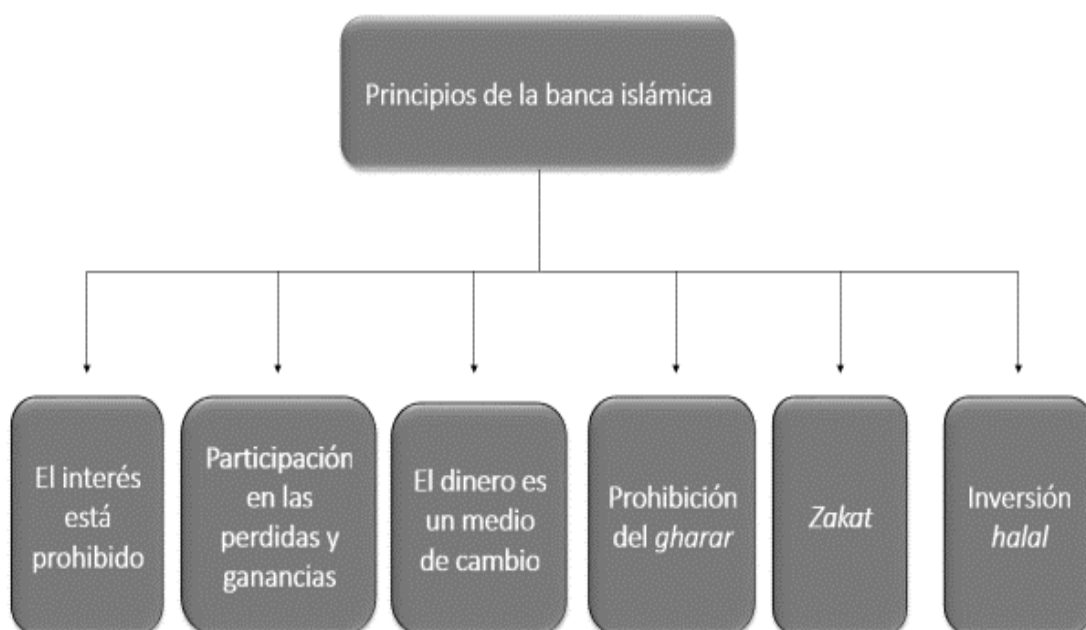 Principios de la banca islámica
El interés
está
prohibido
Participación
en las
perdidas y
ganancias
El dinero es
un medio
de cambio
Prohibición
del gharar
Zakat
Inversión
halal